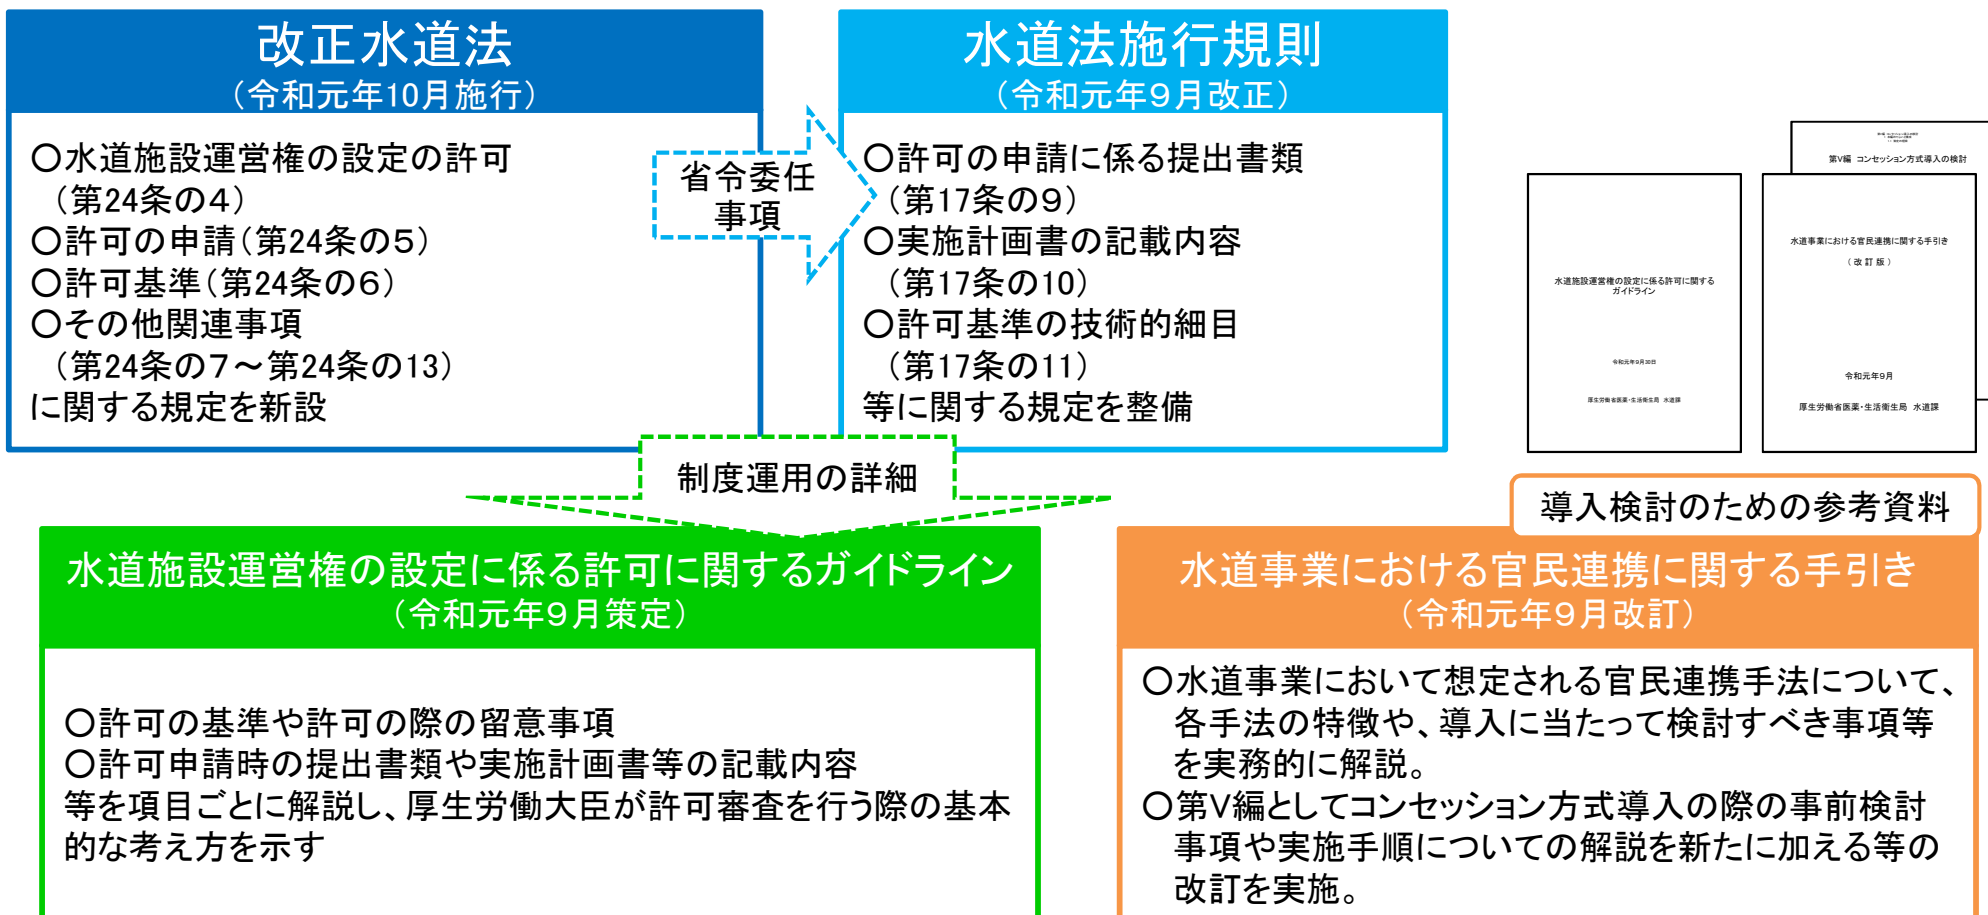 改正水道法
（令和元年10月施行）
〇水道施設運営権の設定の許可
（第24条の4）
〇許可の申請（第24条の5）
〇許可基準（第24条の6）
〇その他関連事項
（第24条の7～第24条の13）
に関する規定を新設
省令委任
事項
水道法施行規則
（令和元年９月改正）
〇許可の申請に係る提出書類
（第17条の9）
〇実施計画書の記載内容
（第17条の10）
〇許可基準の技術的細目
（第17条の11）
等に関する規定を整備
水道施設運営権の設定に係る許可に関する
ガイドライン
令和元年9月30日
厚生労働省医薬・生活衛生局 水道課
第Ⅴ編 コンセッション方式導入の検討
水道事業における官民連携に関する手引き
（改訂版）
令和元年9月
厚生労働省医薬・生活衛生局 水道課
制度運用の詳細
導入検討のための参考資料
水道施設運営権の設定に係る許可に関するガイドライン
（令和元年９月策定）
〇許可の基準や許可の際の留意事項
〇許可申請時の提出書類や実施計画書等の記載内容
等を項目ごとに解説し、厚生労働大臣が許可審査を行う際の基本
的な考え方を示す
水道事業における官民連携に関する手引き
（令和元年９月改訂）
〇水道事業において想定される官民連携手法について、
各手法の特徴や、導入に当たって検討すべき事項等
を実務的に解説。
〇第Ⅴ編としてコンセッション方式導入の際の事前検討
事項や実施手順についての解説を新たに加える等の
改訂を実施。